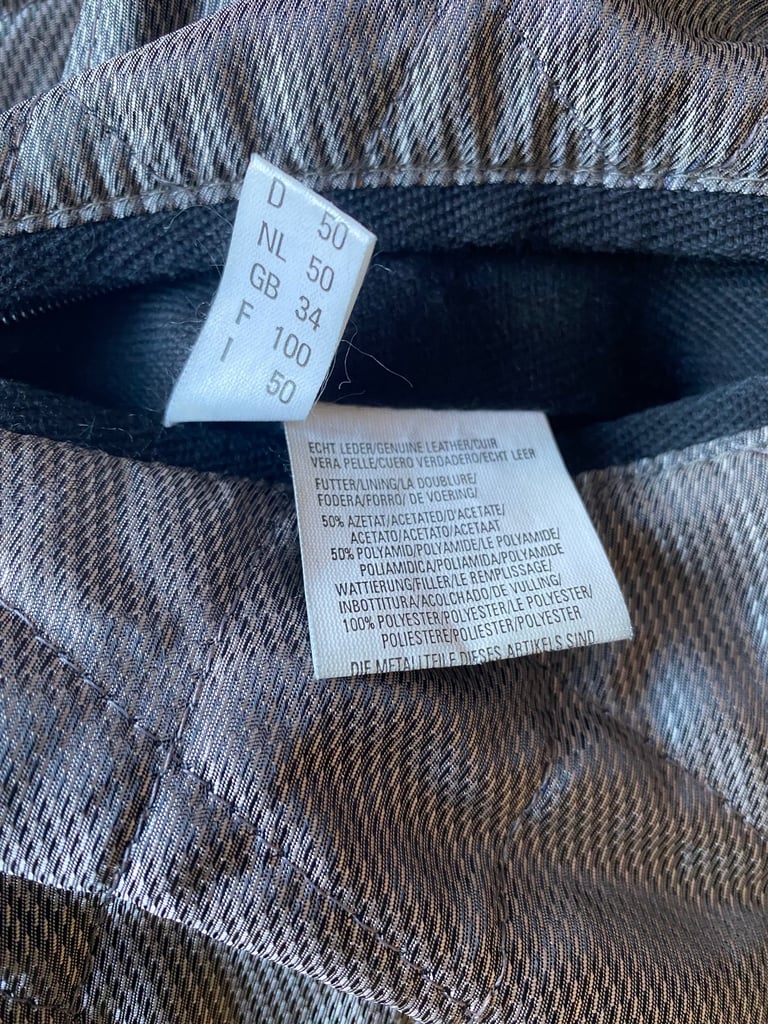 D 50
NL 50
GB 34
F 100
I 50
ECHT LEDER/GENUINE LEATHER/CUIR
VERA PELLE/CUERO VERDADERO/ECHT LEER
FUTTER/LINING/LA DOUBLURE/
FODERA/FORRO/ DE VOERING/
50% AZETAT/ACETATED/D'ACETATE/
ACETATO/ACETATO/ACETAAT
50% POLYAMID/POLYAMIDE/LE POLYAMIDE/
POLIAMIDICA/POLIAMIDA/POLYAMIDE
WATTIERUNG/FILLER/LE REMPLISSAGE/
INBOTTITURA/ACOLCHADO/DE VULLING/
100% POLYESTER/POLYESTER/LE POLYESTER/
POLIESTERE/POLIESTER/POLYESTER
DIE METALLTEILE DIESES ARTIKELS SIND